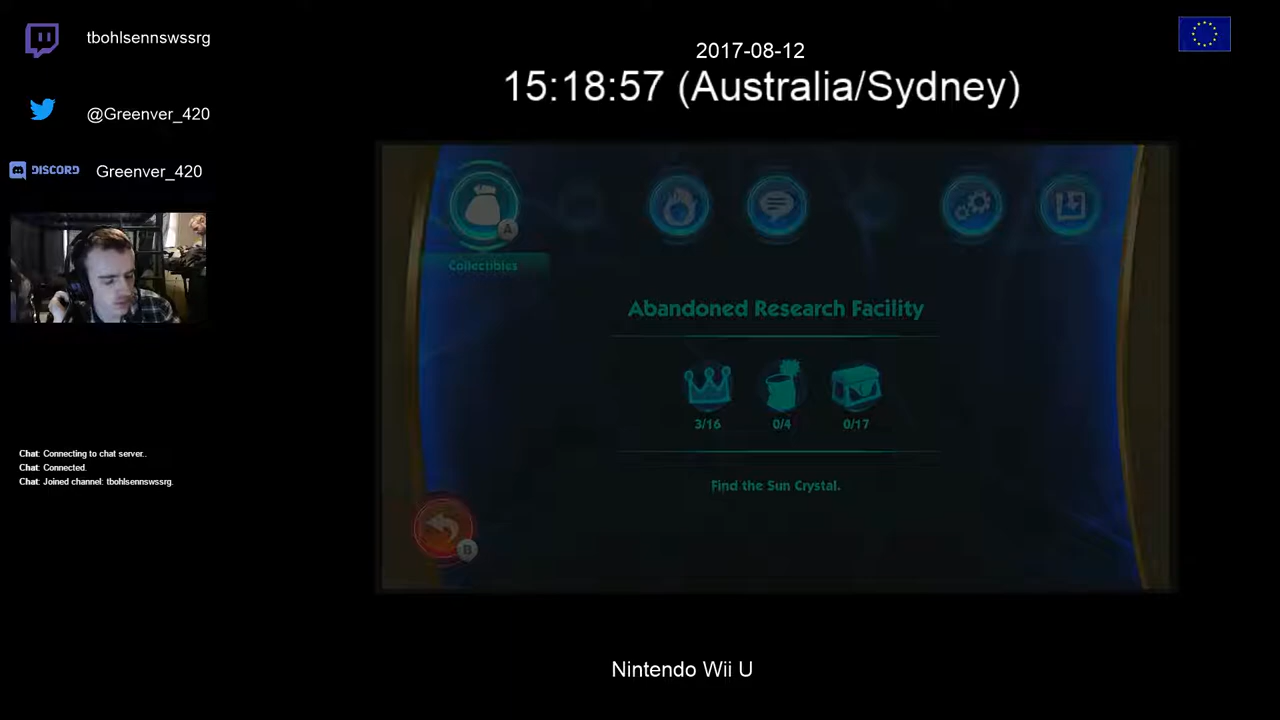 tbohlsennswssrg
@Greenver_420
DISCORD Greenver_420
2017-08-12
15:18:57 (Australia/Sydney)
A
Collectibles
Abandoned Research Facility
3/16 0/4 0/17
Find the Sun Crystal.
B
Chat: Connecting to chat server..
Chat: Connected.
Chat: Joined channel: tbohlsennswssrg.
Nintendo Wii U